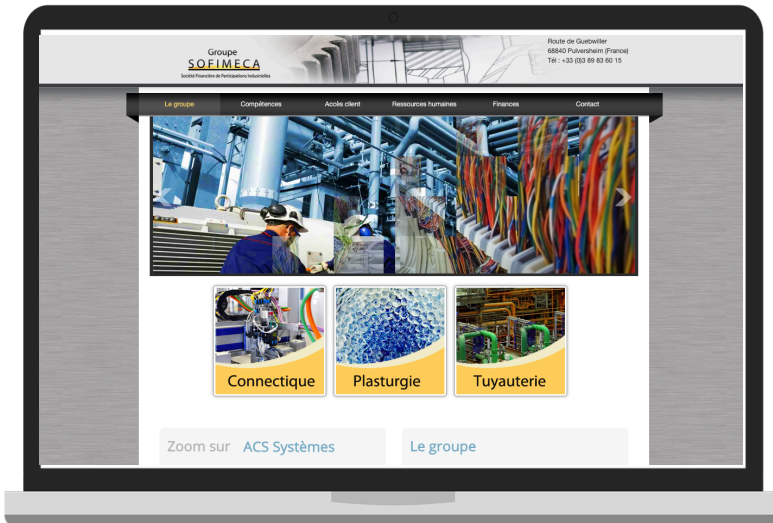 Groupe
SOFIMECA
Société Financière de Participations Industrielles
Route de Guebwiller
68840 Pulversheim (France)
Tél : +33 (0)3 89 83 60 15
Le groupe Compétences Accès client Ressources humaines Finances Contact
Connectique Plasturgie Tuyauterie
Zoom sur ACS Systèmes Le groupe